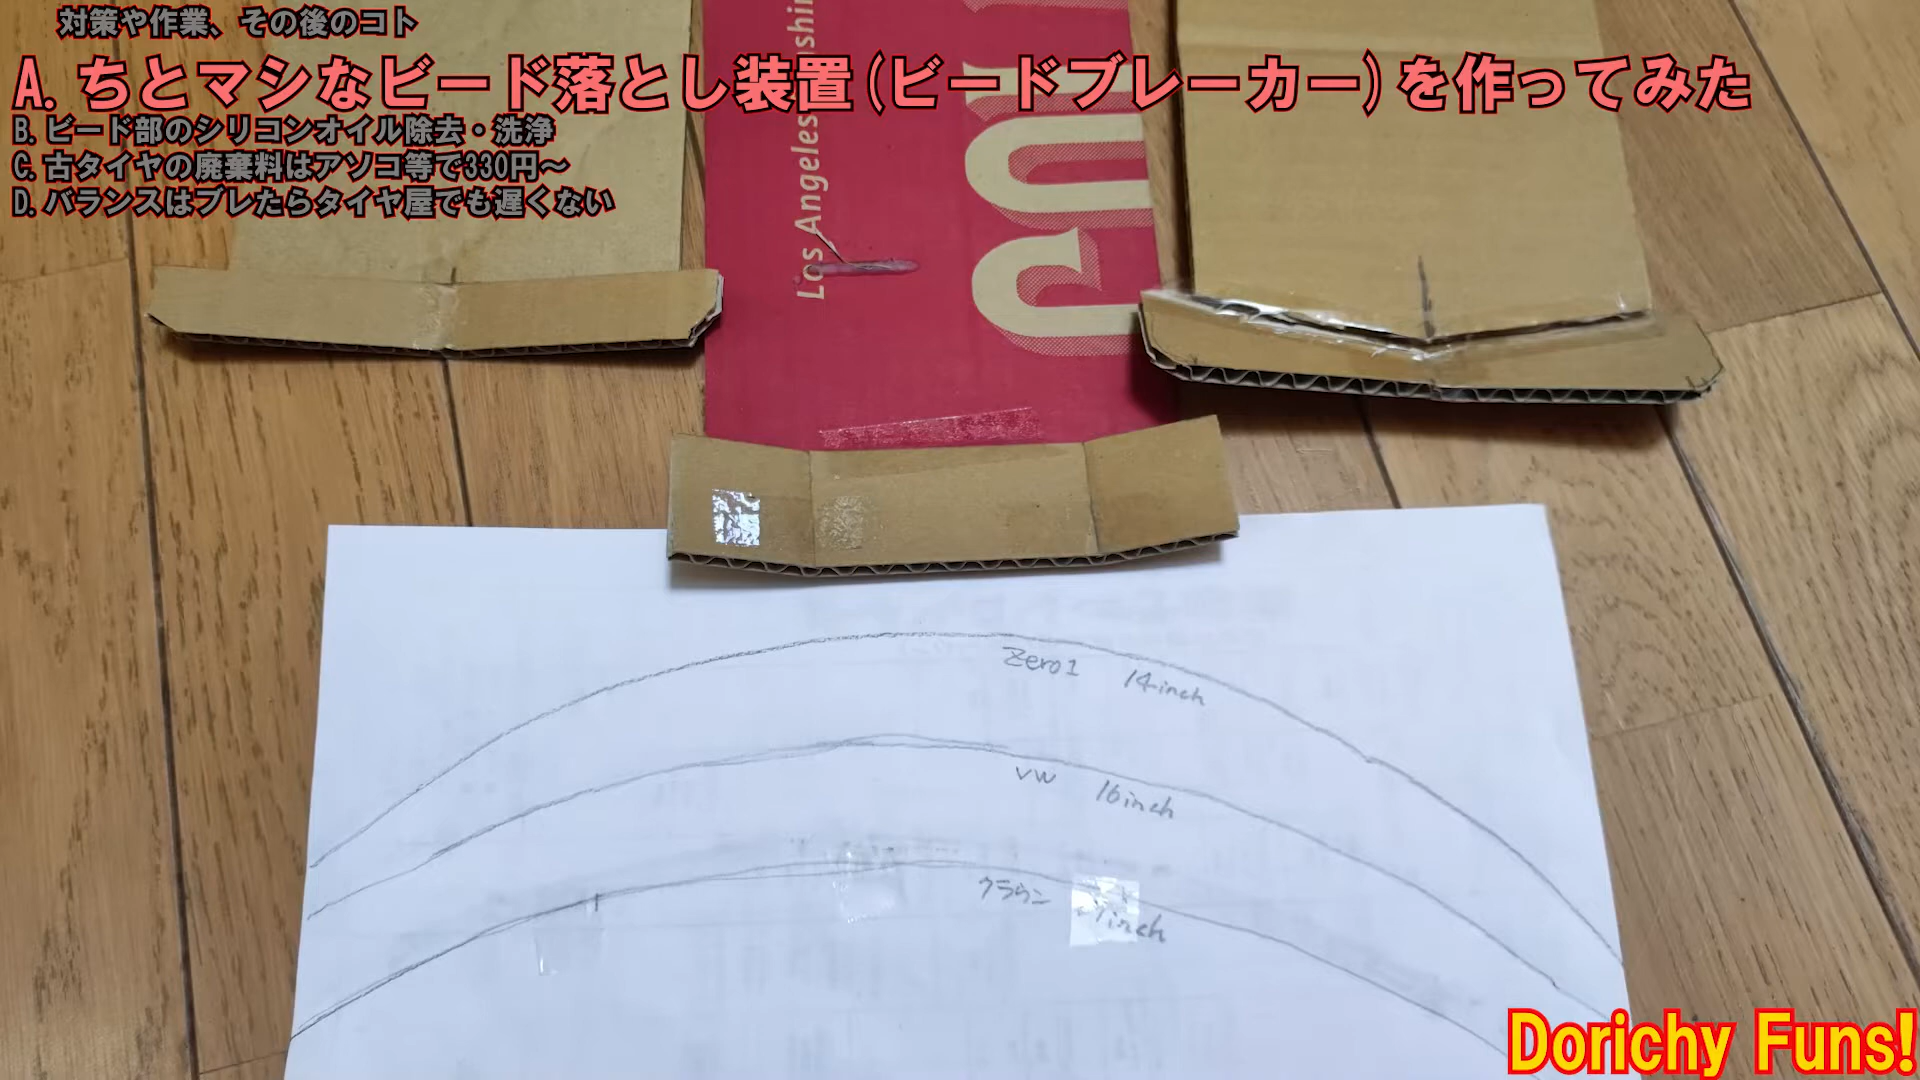 対策や作業、その後のコト
A.ちとマシなビード落とし装置(ビードブレーカー)を作ってみた
B.ビード部のシリコンオイル除去・洗浄
C.古タイヤの廃棄料はアソコ等で330円～
D.バランスはブレたらタイヤ屋でも遅くない
Los Angeles
Zero1 14inch
VW 16inch
クラウン inch
Dorichy Funs!